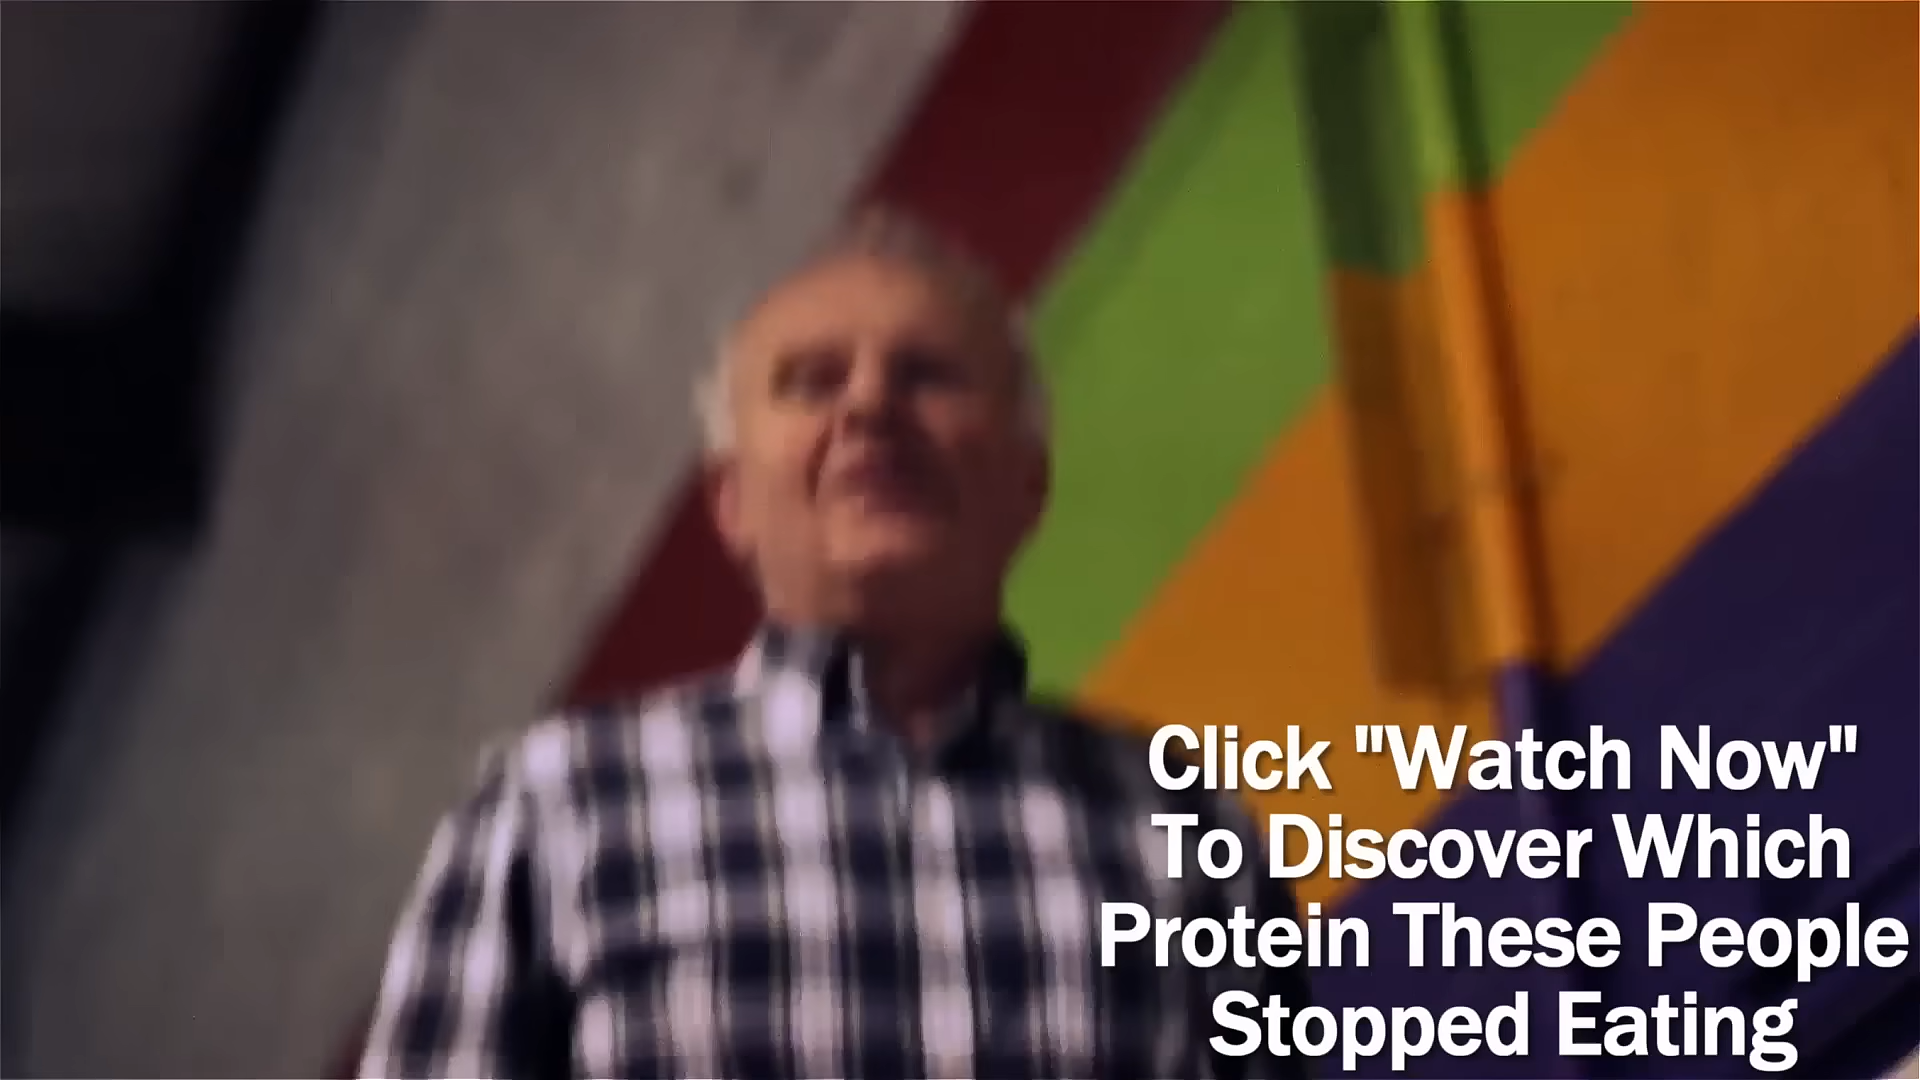 Click "Watch Now"
To Discover Which
Protein These People
Stopped Eating